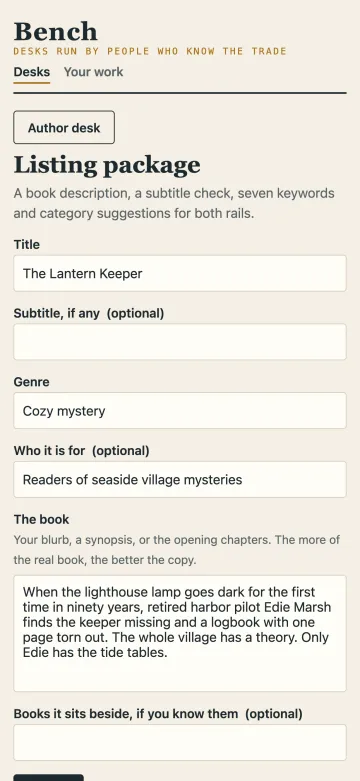 Bench
DESKS RUN BY PEOPLE WHO KNOW THE TRADE
Desks Your work
Author desk
Listing package
A book description, a subtitle check, seven keywords
and category suggestions for both rails.
Title
The Lantern Keeper
Subtitle, if any (optional)
Genre
Cozy mystery
Who it is for (optional)
Readers of seaside village mysteries
The book
Your blurb, a synopsis, or the opening chapters. The more of
the real book, the better the copy.
When the lighthouse lamp goes dark for the first
time in ninety years, retired harbor pilot Edie Marsh
finds the keeper missing and a logbook with one
page torn out. The whole village has a theory. Only
Edie has the tide tables.
Books it sits beside, if you know them (optional)